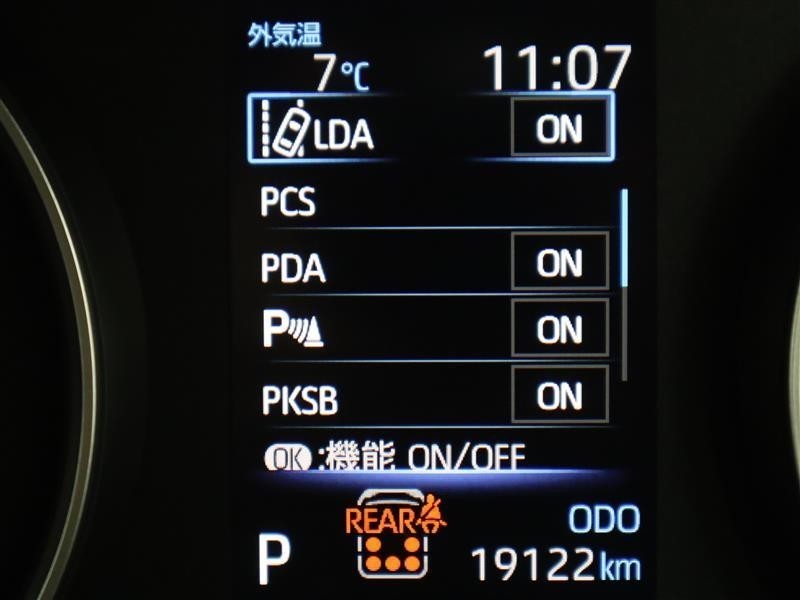 外気温
7℃ 11:07
LDA ON
PCS
PDA ON
P ON
PKSB ON
OK:機能 ON/OFF
REAR
ODO
P 19122km